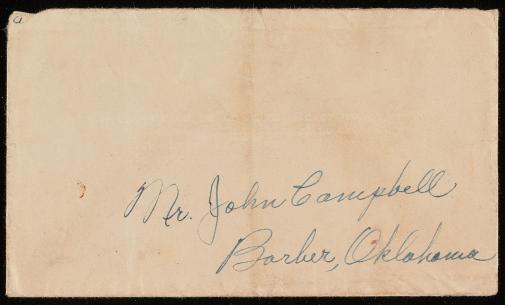 a
Mr. John Campbell
Barber, Oklahoma